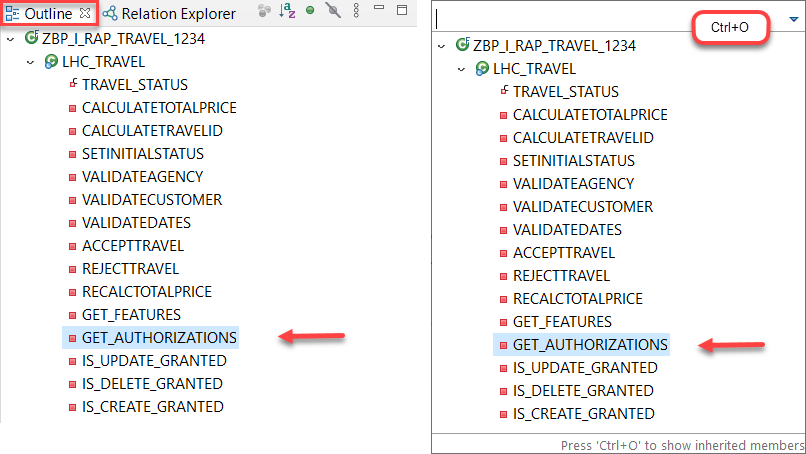 Outline
Relation Explorer
ZBP_I_RAP_TRAVEL_1234
LHC_TRAVEL
TRAVEL_STATUS
CALCULATETOTALPRICE
CALCULATETRAVELID
SETINITIALSTATUS
VALIDATEAGENCY
VALIDATECUSTOMER
VALIDATEDATES
ACCEPTTRAVEL
REJECTTRAVEL
RECALCTOTALPRICE
GET_FEATURES
GET_AUTHORIZATIONS
IS_UPDATE_GRANTED
IS_DELETE_GRANTED
IS_CREATE_GRANTED
Ctrl+O
ZBP_I_RAP_TRAVEL_1234
LHC_TRAVEL
TRAVEL_STATUS
CALCULATETOTALPRICE
CALCULATETRAVELID
SETINITIALSTATUS
VALIDATEAGENCY
VALIDATECUSTOMER
VALIDATEDATES
ACCEPTTRAVEL
REJECTTRAVEL
RECALCTOTALPRICE
GET_FEATURES
GET_AUTHORIZATIONS
IS_UPDATE_GRANTED
IS_DELETE_GRANTED
IS_CREATE_GRANTED
Press 'Ctrl+O' to show inherited members